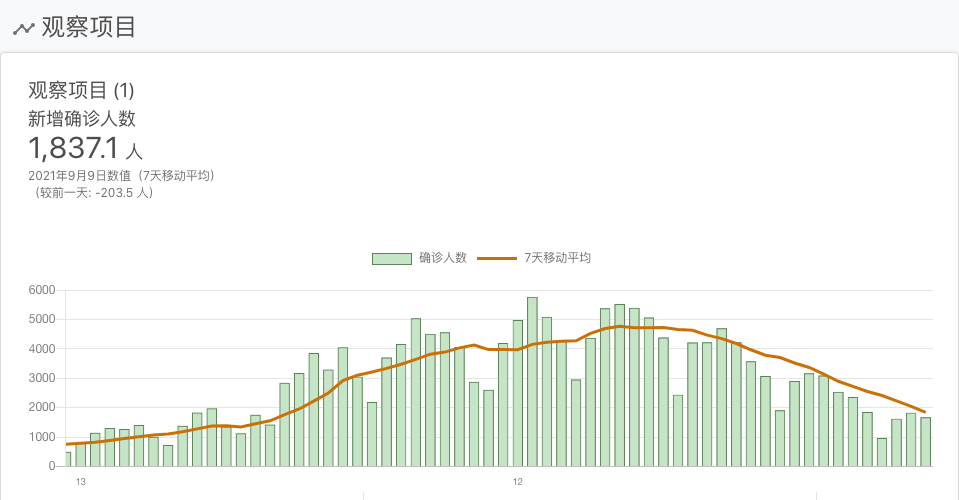 观察项目
观察项目 (1)
新增确诊人数
1,837.1 人
2021年9月9日数值（7天移动平均）
（较前一天: -203.5 人）
确诊人数 7天移动平均
6000
5000
4000
3000
2000
1000
0
13 12